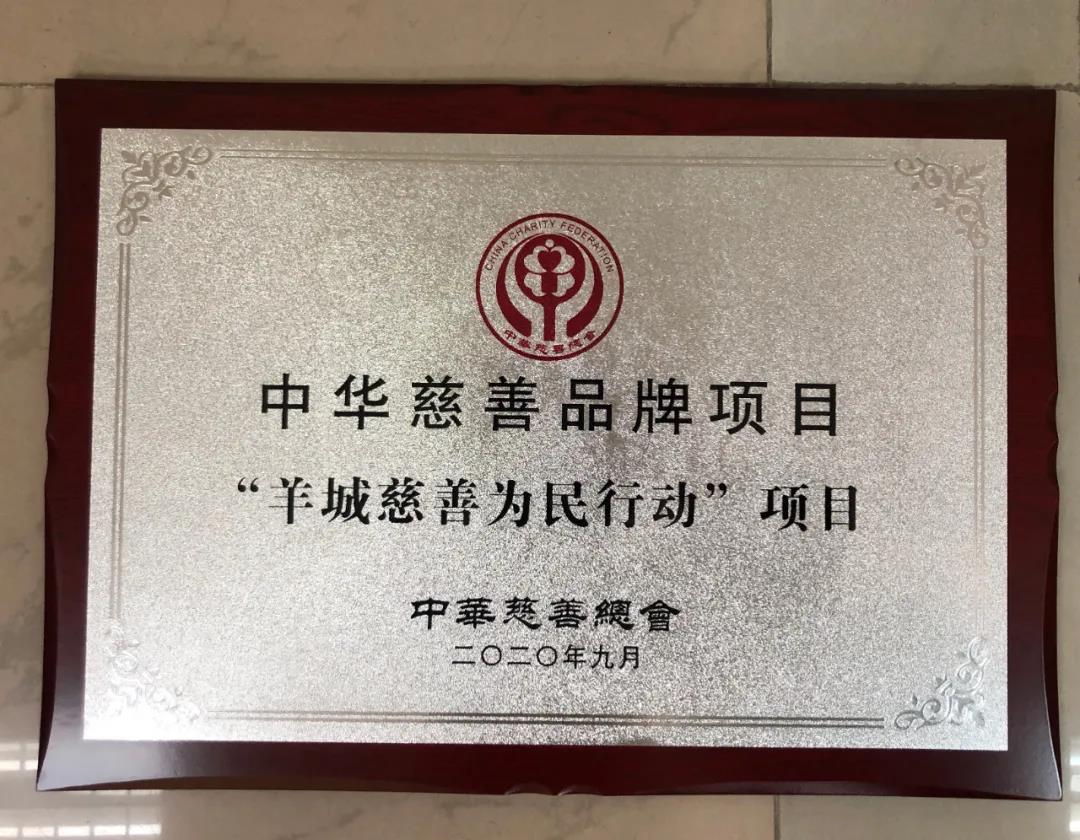 CHINA CHARITY FEDERATION
中華慈善總會
中华慈善品牌项目
“羊城慈善为民行动”项目
中華慈善總會
二〇二〇年九月